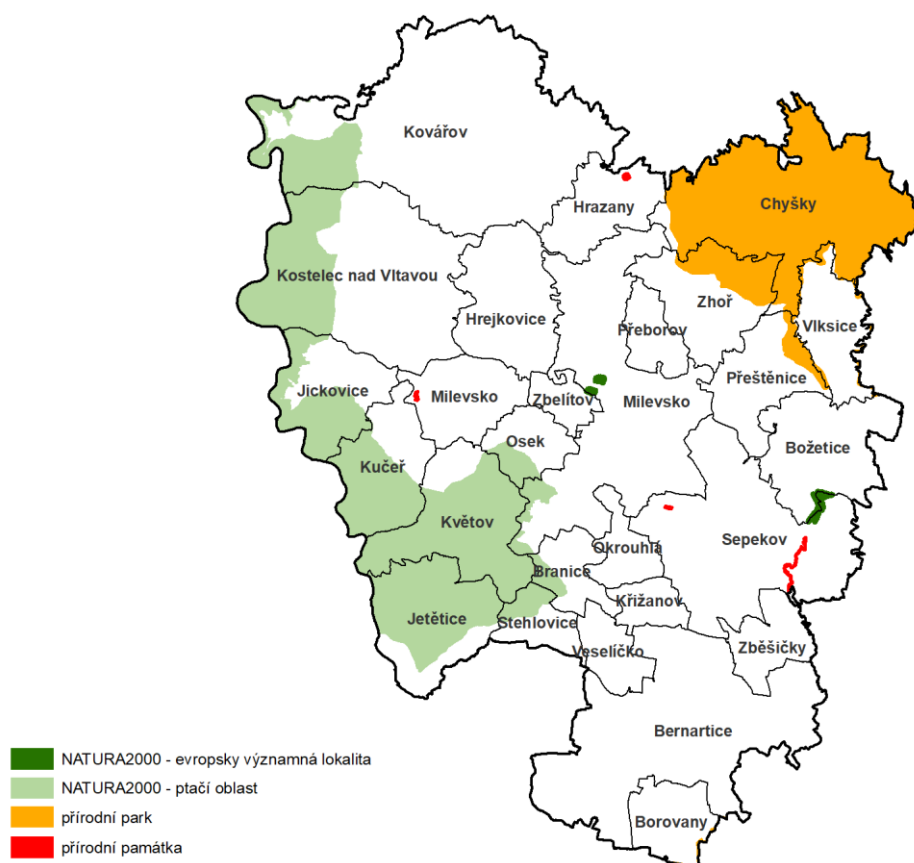 Kovářov
Hrazany
Chyšky
Kostelec nad Vltavou
Zhoř
Hrejkovice
Přeborov
Vlksice
Přeštěnice
Jickovice
Milevsko
Zbelítov
Milevsko
Osek
Božetice
Kučeř
Květov
Sepekov
Okrouhlá
Branice
Křižanov
Jetětice
Stehlovice
Zběšičky
Veselíčko
Bernartice
Borovany
NATURA2000 - evropsky významná lokalita
NATURA2000 - ptačí oblast
přírodní park
přírodní památka